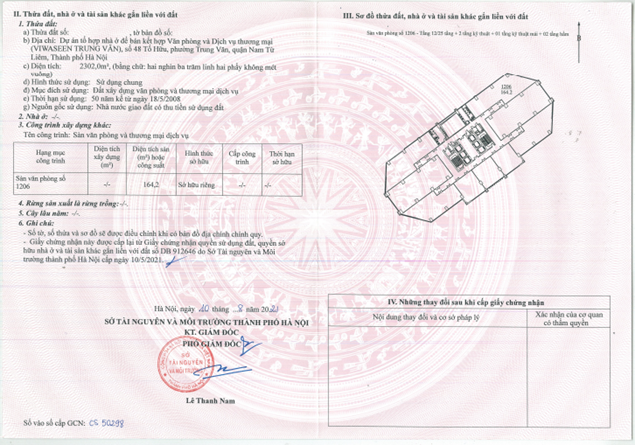 II. Thửa đất, nhà ở và tài sản khác gắn liền với đất
1. Thửa đất:
a) Thửa đất số: , tờ bản đồ số:
b) Địa chỉ: Dự án tổ hợp nhà ở để bán kết hợp Văn phòng và Dịch vụ thương mại
(VIWASEEN TRUNG VĂN), số 48 Tố Hữu, phường Trung Văn, quận Nam Từ
Liêm, Thành phố Hà Nội
c) Diện tích: 2302,0m², (bằng chữ: hai nghìn ba trăm linh hai phẩy không mét
vuông)
d) Hình thức sử dụng: Sử dụng chung
đ) Mục đích sử dụng: Đất xây dựng văn phòng và thương mại dịch vụ
e) Thời hạn sử dụng: 50 năm kể từ ngày 18/5/2008
g) Nguồn gốc sử dụng: Nhà nước giao đất có thu tiền sử dụng đất
2. Nhà ở: -/-.
3. Công trình xây dựng khác:
Tên công trình: Sàn văn phòng và thương mại dịch vụ
Hạng mục công trình
Diện tích xây dựng (m²)
Diện tích sàn (m²) hoặc công suất
Hình thức sở hữu
Cấp công trình
Thời hạn sở hữu
Sàn văn phòng số 1206
-/-
164,2
Sở hữu riêng
-/-
-/-
4. Rừng sản xuất là rừng trồng: -/-.
5. Cây lâu năm: -/-.
6. Ghi chú:
- Số tờ, số thửa và sơ đồ sẽ được điều chỉnh khi có bản đồ địa chính chính quy.
- Giấy chứng nhận này được cấp lại từ Giấy chứng nhận quyền sử dụng đất, quyền sở
hữu nhà ở và tài sản khác gắn liền với đất số DB 912646 do Sở Tài nguyên và Môi
trường thành phố Hà Nội cấp ngày 10/5/2021.
Hà Nội, ngày 10 tháng 8 năm 2021
SỞ TÀI NGUYÊN VÀ MÔI TRƯỜNG THÀNH PHỐ HÀ NỘI
KT. GIÁM ĐỐC
PHÓ GIÁM ĐỐC
SỞ
TÀI NGUYÊN
VÀ MÔI TRƯỜNG
Lê Thanh Nam
Số vào sổ cấp GCN: CS 50298
III. Sơ đồ thửa đất, nhà ở và tài sản khác gắn liền với đất
Sàn văn phòng số 1206 - Tầng 12/25 tầng + 2 tầng kỹ thuật + 01 tầng kỹ thuật mái + 02 tầng hầm
B
1206
164.2
IV. Những thay đổi sau khi cấp giấy chứng nhận
Nội dung thay đổi và cơ sở pháp lý
Xác nhận của cơ quan
có thẩm quyền